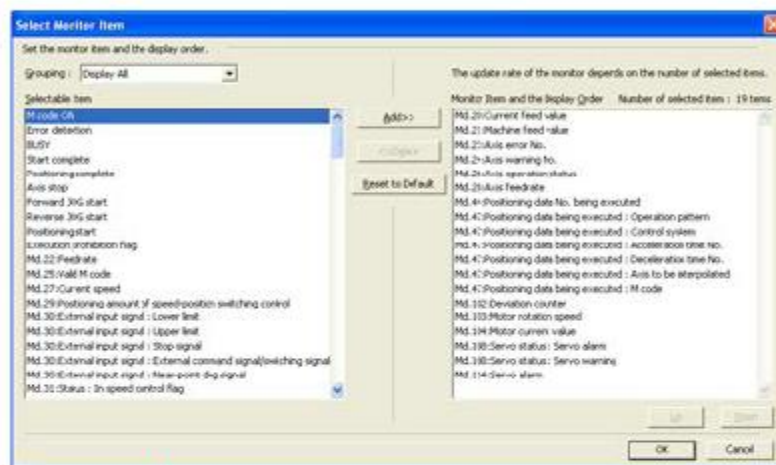 Select Monitor Item
Set the monitor item and the display order.
Grouping : Display All
The update rate of the monitor depends on the number of selected items.
Selectable Item
M code ON
Error detection
BUSY
Start complete
Positioning complete
Axis stop
Forward JOG start
Reverse JOG start
Positioning start
Execution prohibition flag
Md.22:Feedrate
Md.25:Valid M code
Md.27:Current speed
Md.29:Positioning amount of speed-position switching control
Md.30:External input signal : Lower limit
Md.30:External input signal : Upper limit
Md.30:External input signal : Stop signal
Md.30:External input signal : External command signal/switching signal
Md.30:External input signal : Near-point dog signal
Md.31:Status : In speed control flag
Add>>
Reset to Default
Monitor Item and the Display Order
Number of selected item : 19 items
Md.20:Current feed value
Md.21:Machine feed value
Md.23:Axis error No.
Md.24:Axis warning No.
Md.26:Axis operation status
Md.28:Axis feedrate
Md.44:Positioning data No. being executed
Md.47:Positioning data being executed : Operation pattern
Md.47:Positioning data being executed : Control system
Md.47:Positioning data being executed : Acceleration time No.
Md.47:Positioning data being executed : Deceleration time No.
Md.47:Positioning data being executed : Axis to be interpolated
Md.47:Positioning data being executed : M code
Md.102:Deviation counter
Md.103:Motor rotation speed
Md.104:Motor current value
Md.108:Servo status : Servo alarm
Md.108:Servo status : Servo warning
Md.114:Servo alarm
Up
Down
OK
Cancel